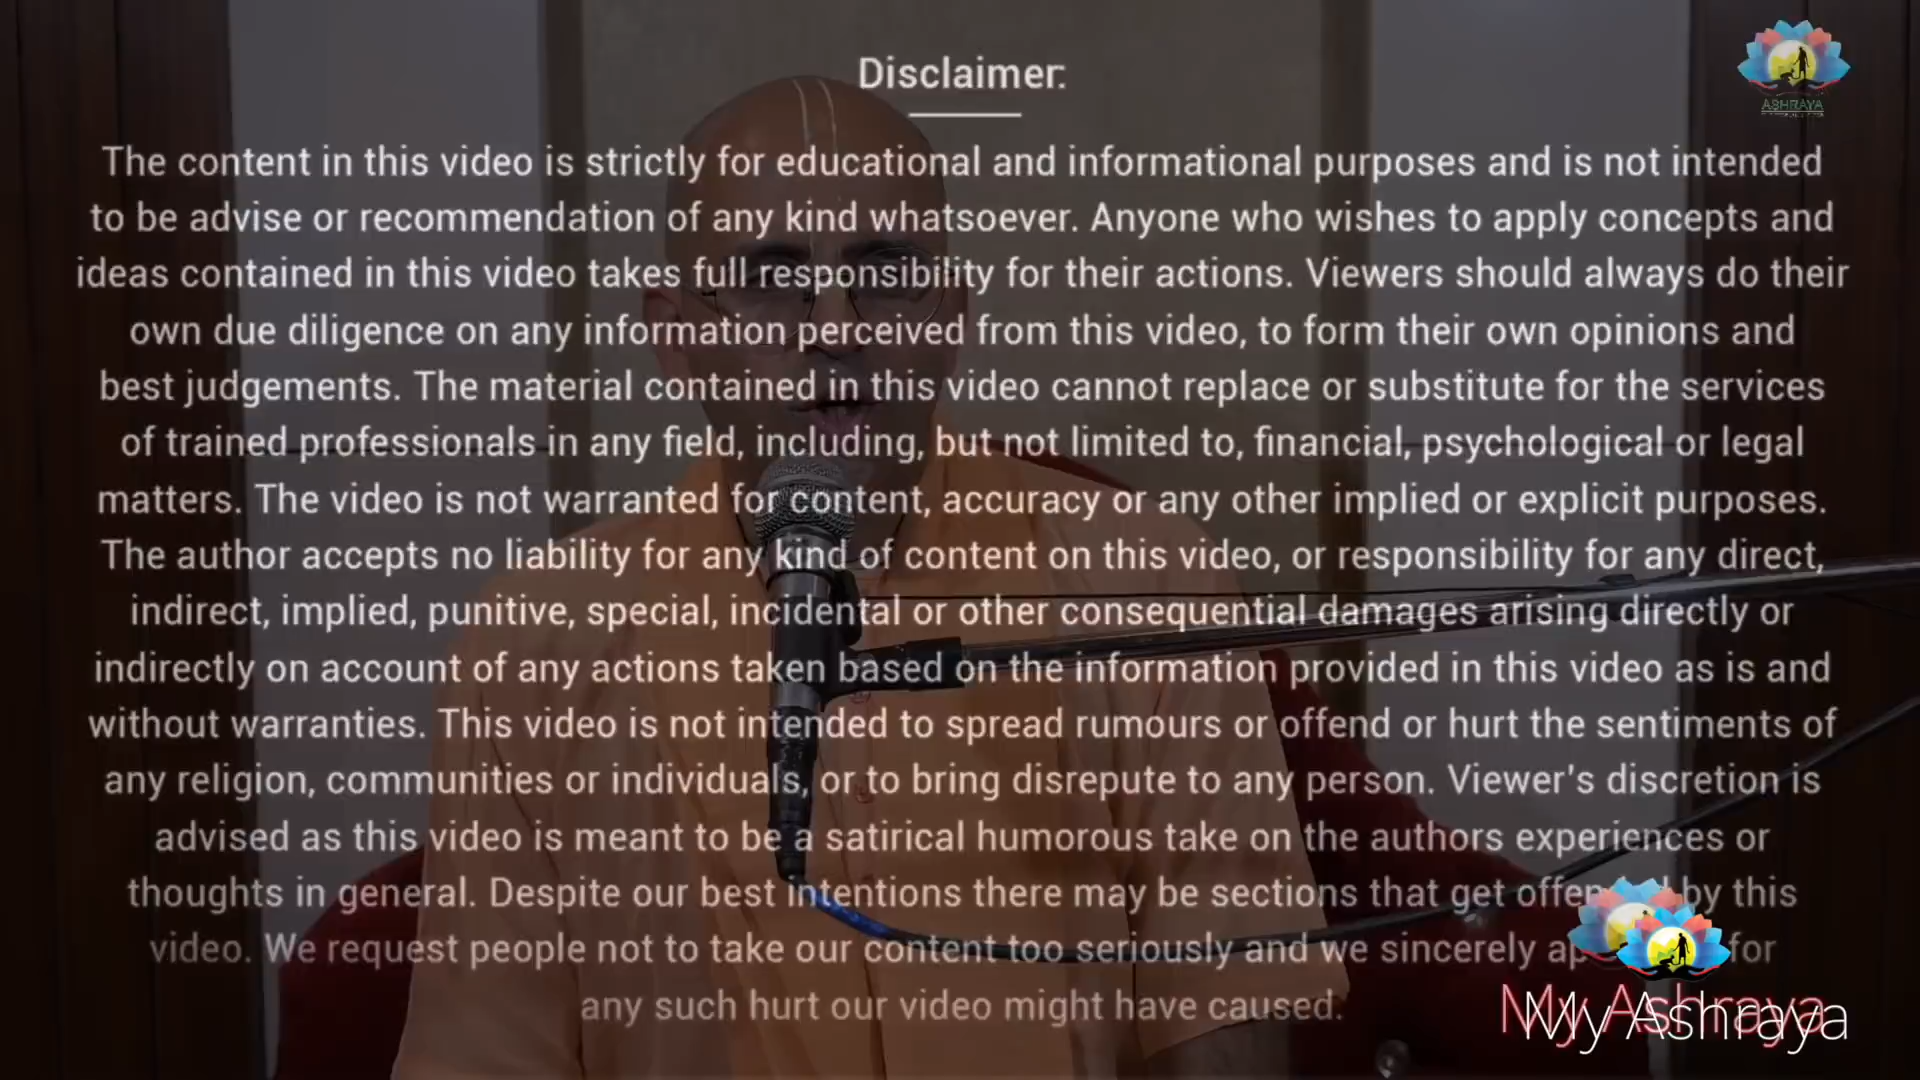 Disclaimer:
ASHRAYA
The content in this video is strictly for educational and informational purposes and is not intended
to be advise or recommendation of any kind whatsoever. Anyone who wishes to apply concepts and
ideas contained in this video takes full responsibility for their actions. Viewers should always do their
own due diligence on any information perceived from this video, to form their own opinions and
best judgements. The material contained in this video cannot replace or substitute for the services
of trained professionals in any field, including, but not limited to, financial, psychological or legal
matters. The video is not warranted for content, accuracy or any other implied or explicit purposes.
The author accepts no liability for any kind of content on this video, or responsibility for any direct,
indirect, implied, punitive, special, incidental or other consequential damages arising directly or
indirectly on account of any actions taken based on the information provided in this video as is and
without warranties. This video is not intended to spread rumours or offend or hurt the sentiments of
any religion, communities or individuals, or to bring disrepute to any person. Viewer's discretion is
advised as this video is meant to be a satirical humorous take on the authors experiences or
thoughts in general. Despite our best intentions there may be sections that get by this
video. We request people not to take our content too seriously and we sincerely for
any such hurt our video might have caused.
My Ashraya
My Ashraya